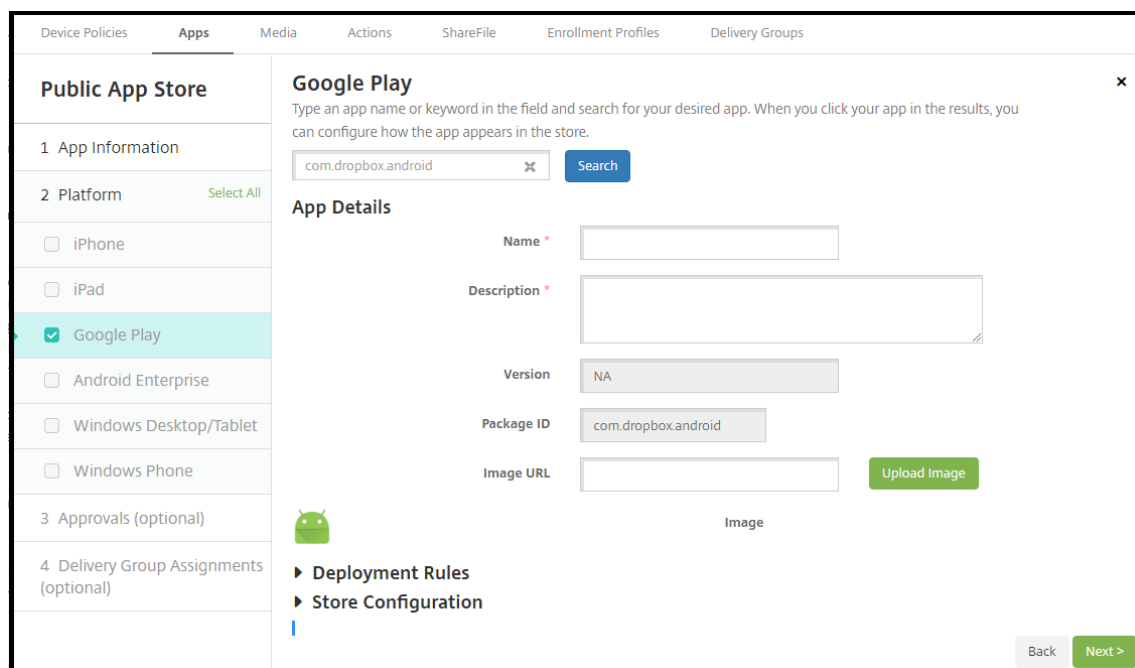 Device Policies Apps Media Actions ShareFile Enrollment Profiles Delivery Groups
Public App Store
1 App Information
2 Platform Select All
iPhone
iPad
Google Play
Android Enterprise
Windows Desktop/Tablet
Windows Phone
3 Approvals (optional)
4 Delivery Group Assignments
(optional)
Google Play
Type an app name or keyword in the field and search for your desired app. When you click your app in the results, you
can configure how the app appears in the store.
com.dropbox.android Search
App Details
Name *
Description *
Version NA
Package ID com.dropbox.android
Image URL Upload Image
Image
Deployment Rules
Store Configuration
Back Next >